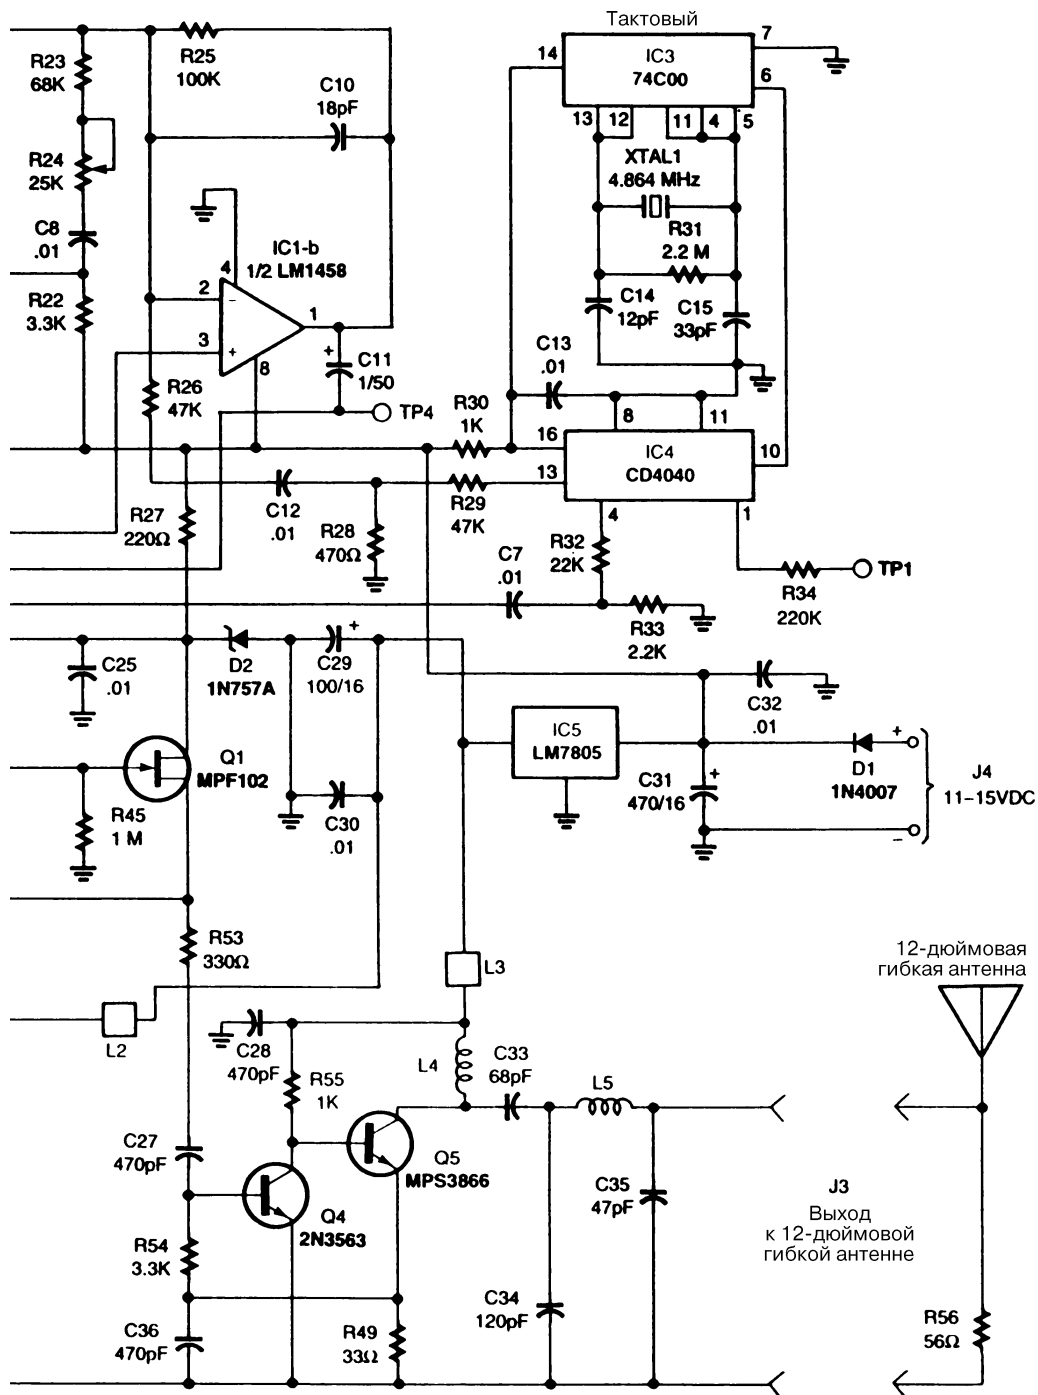 Тактовый
IC3
74C00
14
7
6
13
12
11
4
5
R23
68K
R25
100K
C10
18pF
R24
25K
XTAL1
4.864 MHz
R31
2.2 M
C8
.01
IC1-b
1/2 LM1458
4
2
3
1
8
−
+
R22
3.3K
C14
12pF
C15
33pF
+
C11
1/50
C13
.01
R26
47K
TP4
R30
1K
16
8
11
10
IC4
CD4040
13
4
1
R27
220Ω
C12
.01
R28
470Ω
R29
47K
R32
22K
C7
.01
TP1
R34
220K
R33
2.2K
C25
.01
D2
1N757A
+
C29
100/16
C32
.01
IC5
LM7805
Q1
MPF102
C31
470/16
+
D1
1N4007
+
−
J4
11–15VDC
R45
1 M
C30
.01
R53
330Ω
12-дюймовая
гибкая антенна
L3
L2
C28
470pF
R55
1K
L4
C33
68pF
L5
C27
470pF
Q5
MPS3866
C35
47pF
J3
Выход
к 12-дюймовой
гибкой антенне
Q4
2N3563
R54
3.3K
C34
120pF
C36
470pF
R49
33Ω
R56
56Ω